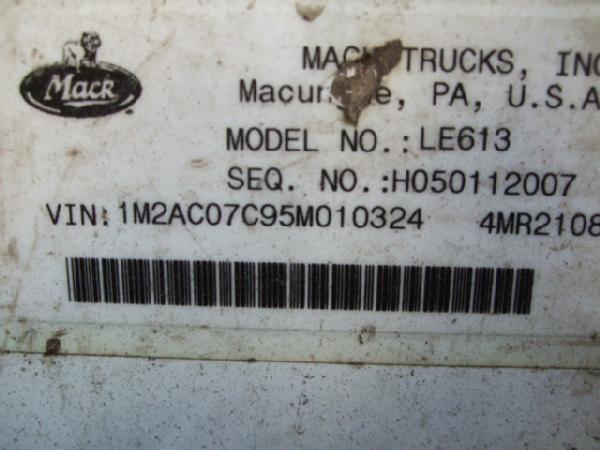 Mack
TRUCKS, INC
PA, U.S.A
MODEL NO.: LE613
SEQ. NO.:H050112007
VIN: 1M2AC07C95M010324 4MR2108